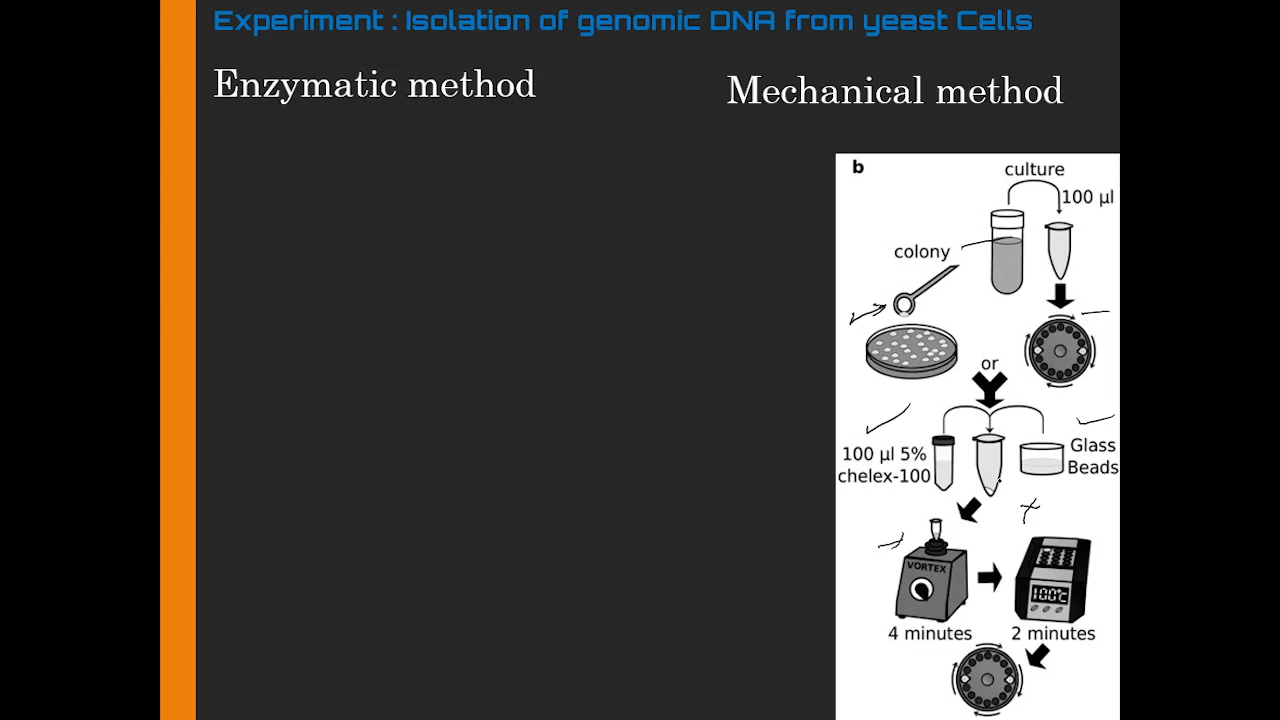 Experiment : Isolation of genomic DNA from yeast Cells
Enzymatic method
Mechanical method
b
culture
100 µl
colony
or
100 µl 5%
chelex-100
Glass
Beads
VORTEX
100°C
4 minutes
2 minutes